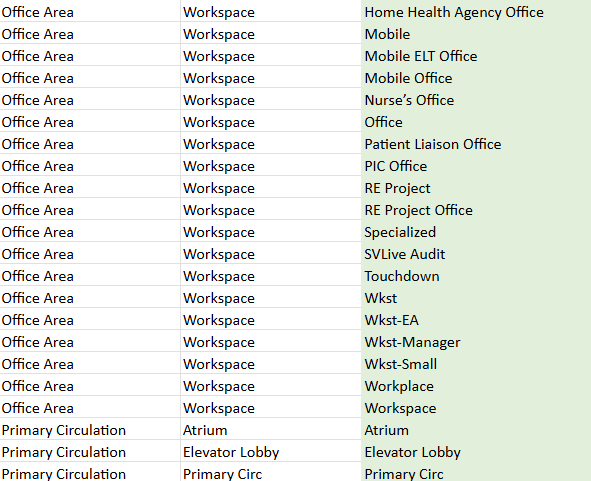 Office Area Workspace Home Health Agency Office
Office Area Workspace Mobile
Office Area Workspace Mobile ELT Office
Office Area Workspace Mobile Office
Office Area Workspace Nurse’s Office
Office Area Workspace Office
Office Area Workspace Patient Liaison Office
Office Area Workspace PIC Office
Office Area Workspace RE Project
Office Area Workspace RE Project Office
Office Area Workspace Specialized
Office Area Workspace SVLive Audit
Office Area Workspace Touchdown
Office Area Workspace Wkst
Office Area Workspace Wkst-EA
Office Area Workspace Wkst-Manager
Office Area Workspace Wkst-Small
Office Area Workspace Workplace
Office Area Workspace Workspace
Primary Circulation Atrium Atrium
Primary Circulation Elevator Lobby Elevator Lobby
Primary Circulation Primary Circ Primary Circ